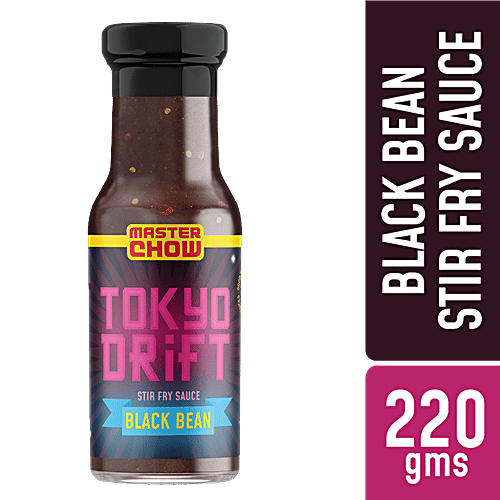 MASTER
CHOW
TOKYO
DRiFT
STIR FRY SAUCE
BLACK BEAN
BLACK BEAN
STIR FRY SAUCE
220
gms